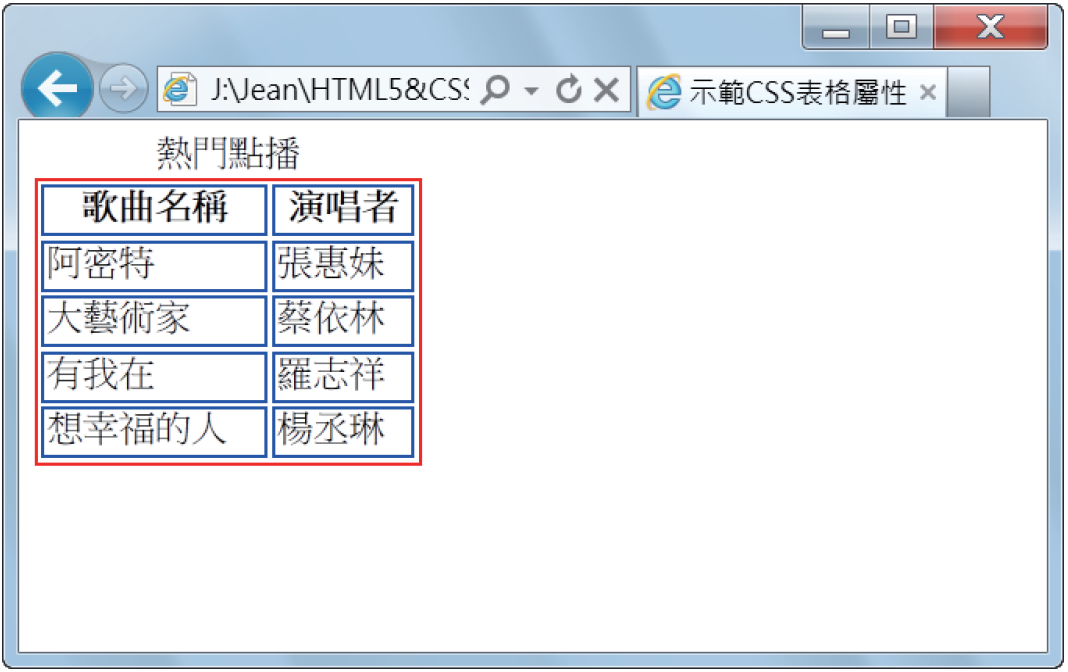 J:\Jean\HTML5&CSS
示範CSS表格屬性
熱門點播
歌曲名稱 演唱者
阿密特 張惠妹
大藝術家 蔡依林
有我在 羅志祥
想幸福的人 楊丞琳